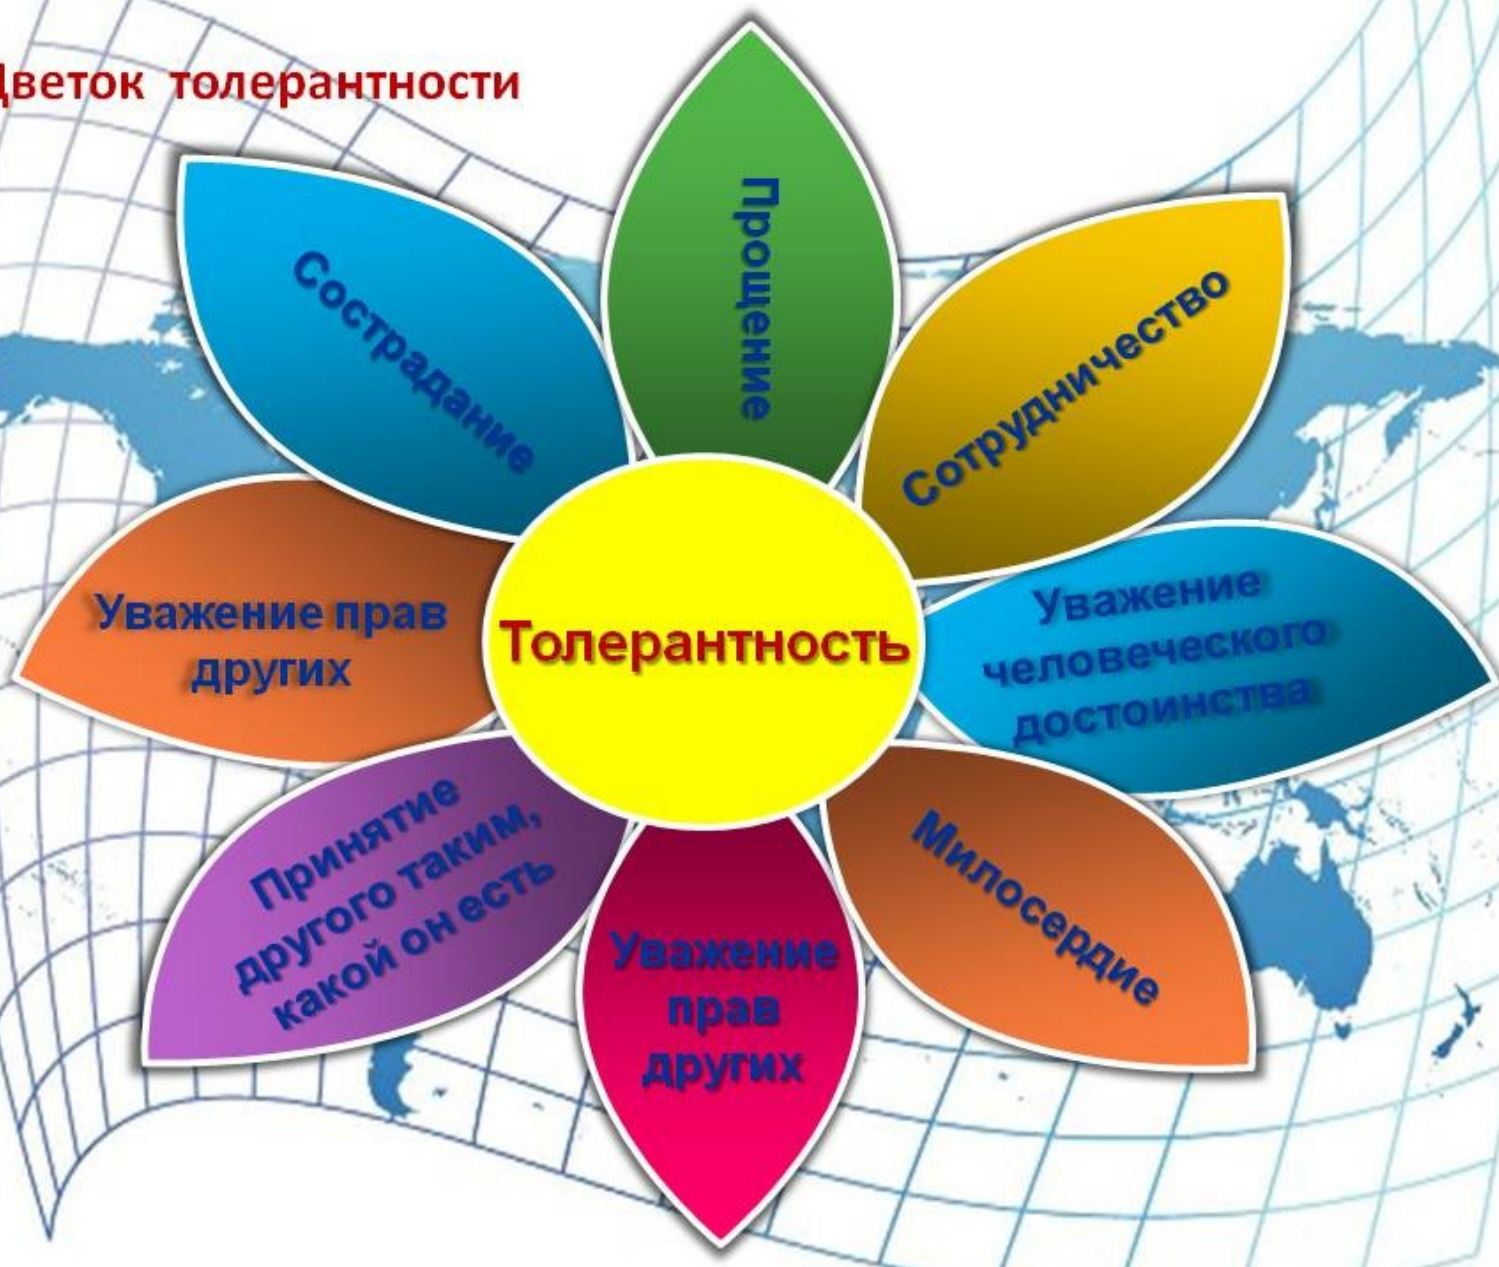 Цветок толерантности
Прощение
Сотрудничество
Уважение
человеческого
достоинства
Милосердие
Уважение
прав
других
Принятие
другого таким,
какой он есть
Уважение прав
других
Сострадание
Толерантность